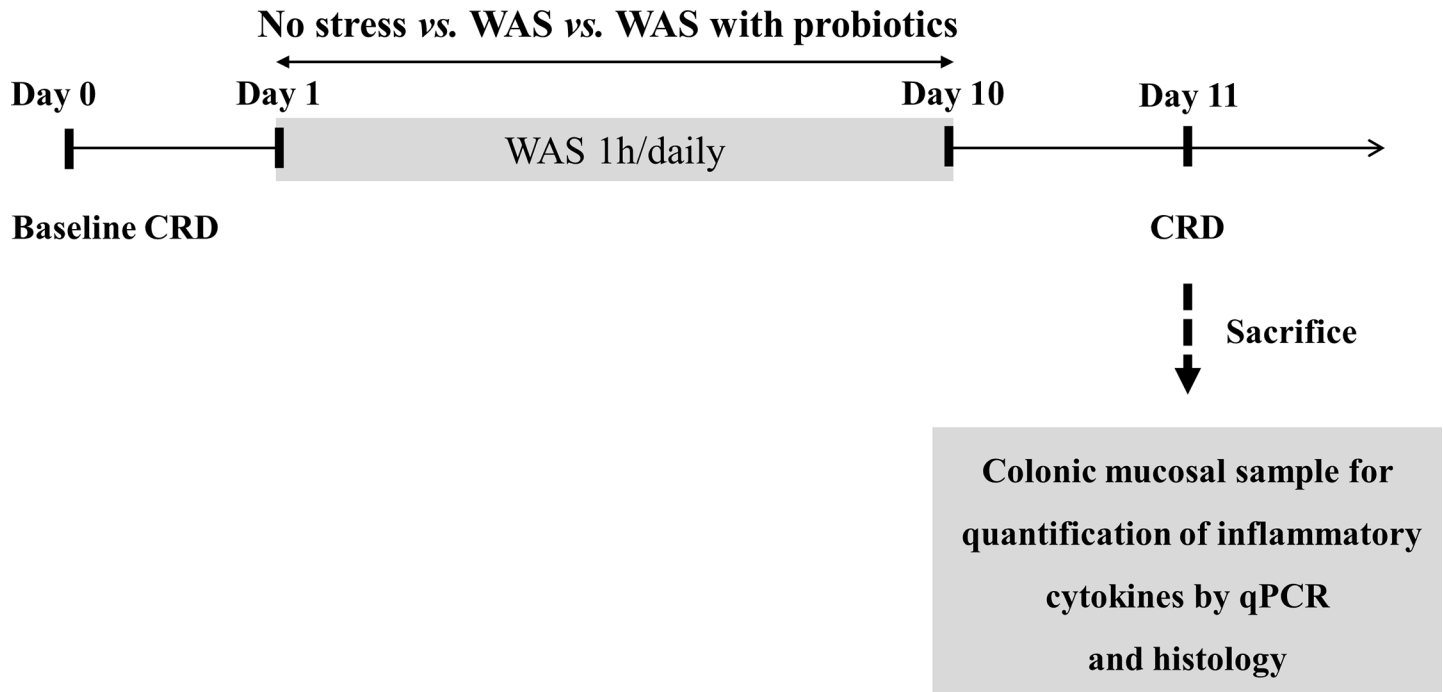 No stress vs. WAS vs. WAS with probiotics
Day 0
Day 1
Day 10
Day 11
WAS 1h/daily
Baseline CRD
CRD
Sacrifice
Colonic mucosal sample for
quantification of inflammatory
cytokines by qPCR
and histology